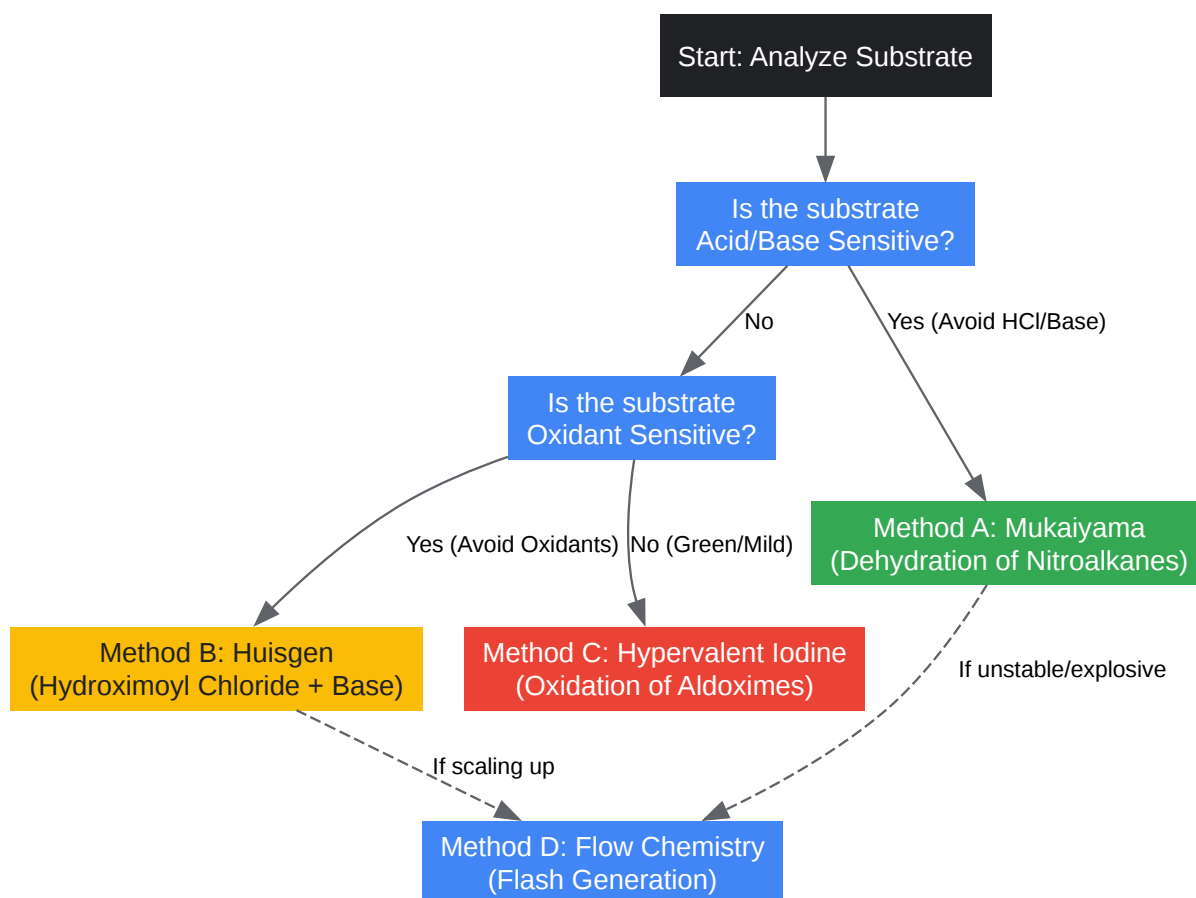 Start: Analyze Substrate
Is the substrate
Acid/Base Sensitive?
No
Yes (Avoid HCl/Base)
Is the substrate
Oxidant Sensitive?
Yes (Avoid Oxidants)
No (Green/Mild)
Method A: Mukaiyama
(Dehydration of Nitroalkanes)
Method B: Huisgen
(Hydroximoyl Chloride + Base)
Method C: Hypervalent Iodine
(Oxidation of Aldoximes)
If unstable/explosive
If scaling up
Method D: Flow Chemistry
(Flash Generation)